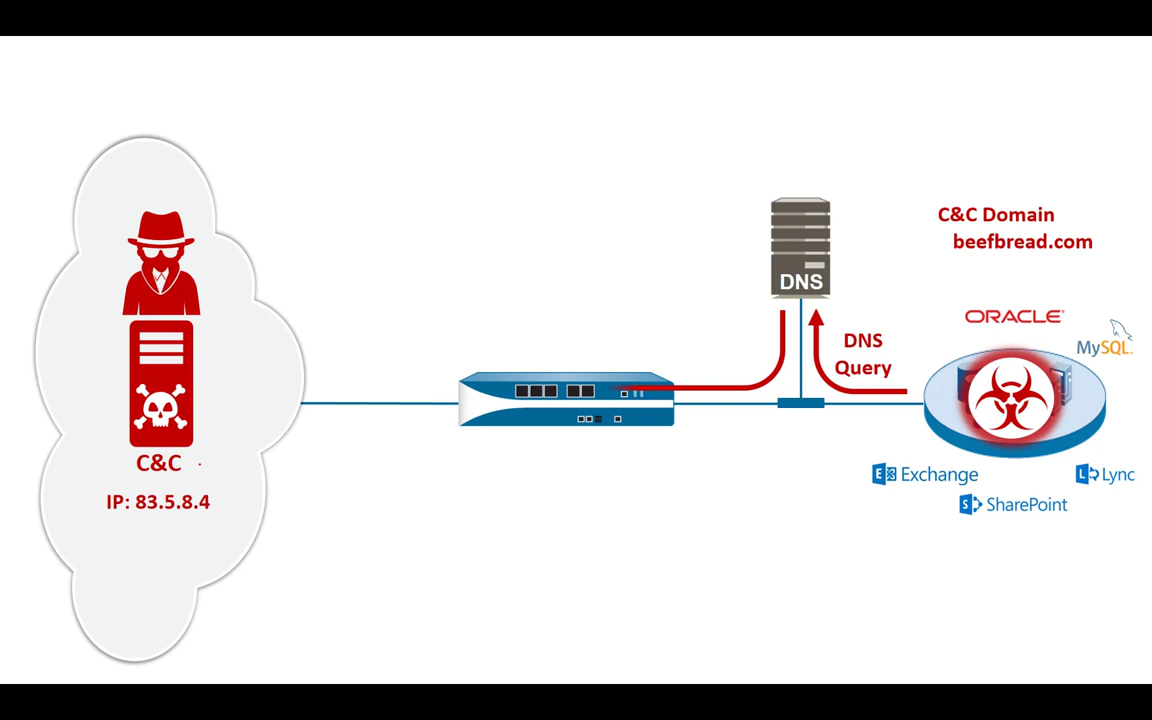 C&C Domain
beefbread.com
DNS
ORACLE
MySQL
DNS
Query
C&C
IP: 83.5.8.4
E Exchange
L Lync
S SharePoint